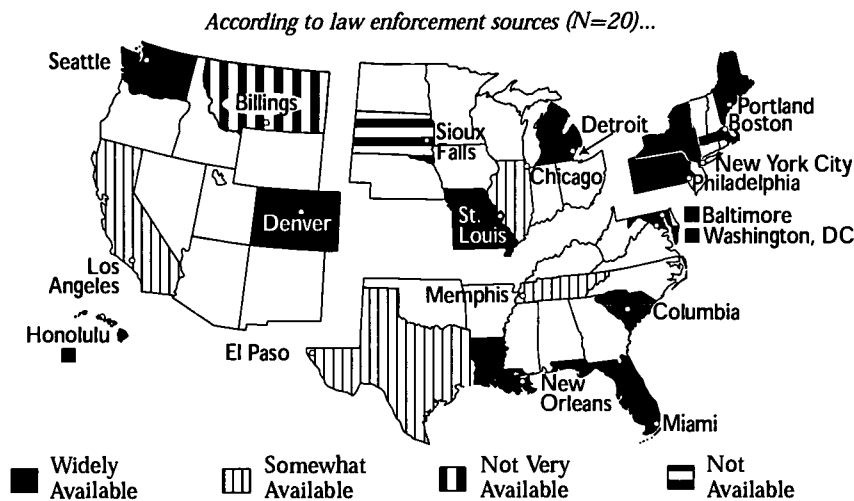 According to law enforcement sources (N=20)...
Seattle
Billings
Sioux
Falls
Detroit
Portland
Boston
Chicago
New York City
Philadelphia
Denver
St.
Louis
Baltimore
Washington, DC
Los
Angeles
Memphis
Columbia
Honolulu
El Paso
New
Orleans
Miami
Widely
Available
Somewhat
Available
Not Very
Available
Not
Available